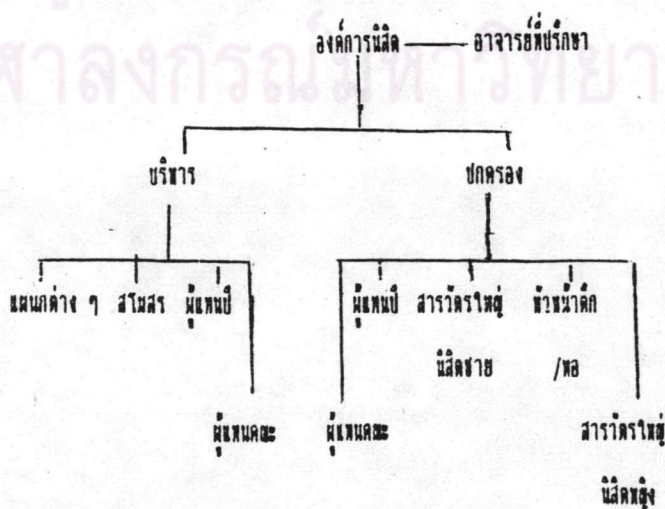 องค์การนิสิต อาจารย์ที่ปรึกษา
บริหาร ปกครอง
แผนกต่าง ๆ สโมสร ผู้แทนปี ผู้แทนปี สารวัตรใหญ่ หัวหน้าตึก
นิสิตชาย /หอ
ผู้แทนคณะ ผู้แทนคณะ สารวัตรใหญ่
นิสิตหญิง